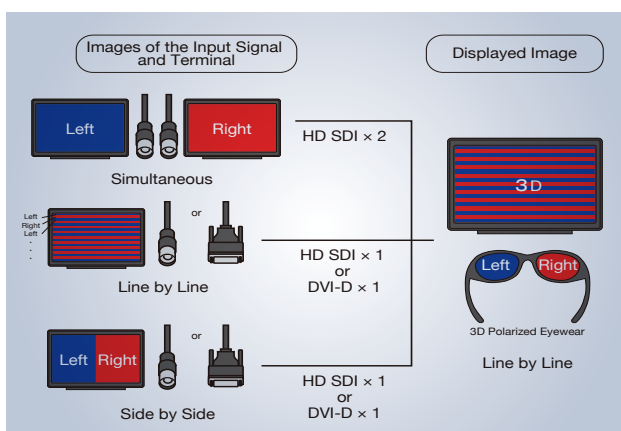 Images of the Input Signal
and Terminal
Displayed Image
Left
Right
HD SDI × 2
Simultaneous
3D
Left
Right
Left
.
.
.
or
HD SDI × 1
or
DVI-D × 1
Line by Line
Left
Right
3D Polarized Eyewear
Line by Line
Left
Right
or
HD SDI × 1
or
DVI-D × 1
Side by Side